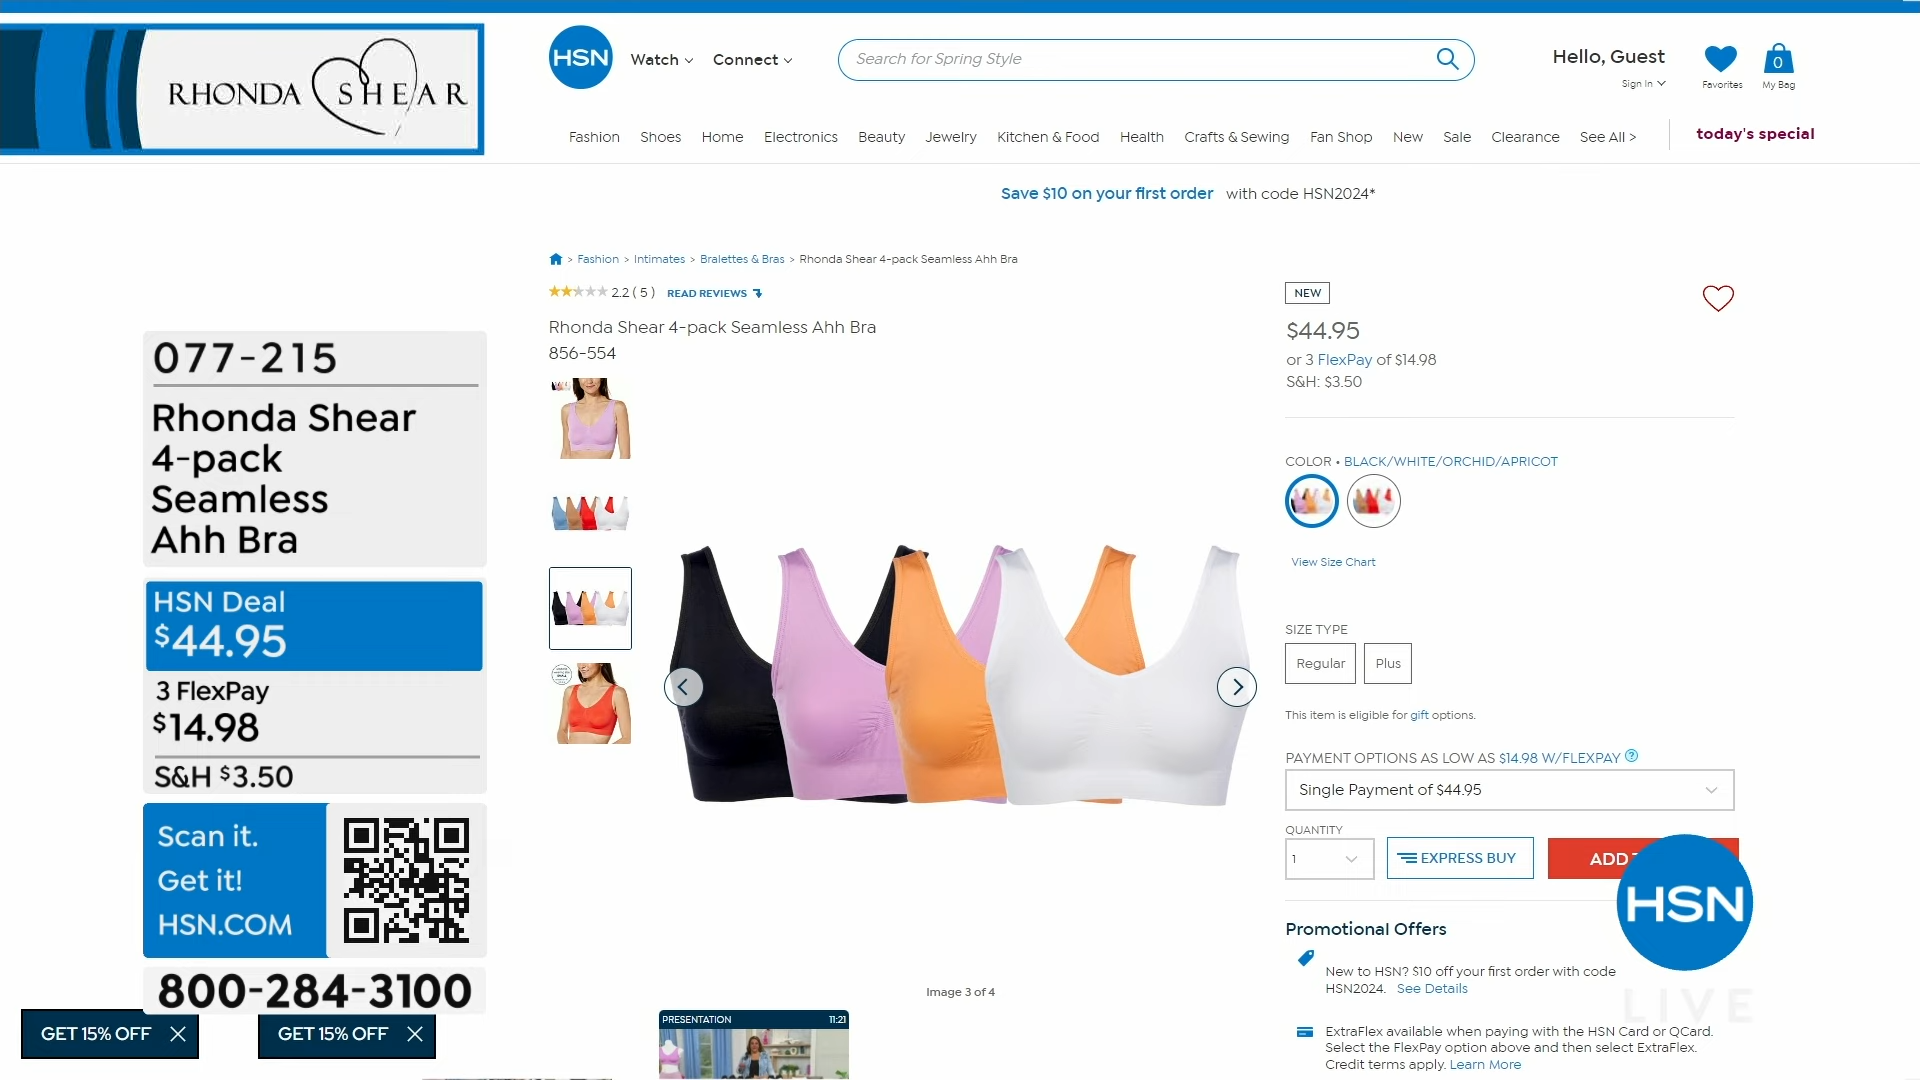 RHONDA SHEAR
HSN
Watch
Connect
Search for Spring Style
Hello, Guest
Sign In
Favorites
0
My Bag
Fashion Shoes Home Electronics Beauty Jewelry Kitchen & Food Health Crafts & Sewing Fan Shop New Sale Clearance See All >
today's special
Save $10 on your first order with code HSN2024*
> Fashion > Intimates > Bralettes & Bras > Rhonda Shear 4-pack Seamless Ahh Bra
2.2 ( 5 ) READ REVIEWS
Rhonda Shear 4-pack Seamless Ahh Bra
856-554
077-215
Rhonda Shear
4-pack
Seamless
Ahh Bra
HSN Deal
$44.95
3 FlexPay
$14.98
S&H $3.50
Scan it.
Get it!
HSN.COM
800-284-3100
GET 15% OFF
GET 15% OFF
Image 3 of 4
PRESENTATION 11:21
NEW
$44.95
or 3 FlexPay of $14.98
S&H: $3.50
COLOR • BLACK/WHITE/ORCHID/APRICOT
View Size Chart
SIZE TYPE
Regular
Plus
This item is eligible for gift options.
PAYMENT OPTIONS AS LOW AS $14.98 W/FLEXPAY ?
Single Payment of $44.95
QUANTITY
1
EXPRESS BUY
ADD
HSN
LIVE
Promotional Offers
New to HSN? $10 off your first order with code
HSN2024. See Details
ExtraFlex available when paying with the HSN Card or QCard.
Select the FlexPay option above and then select ExtraFlex.
Credit terms apply. Learn More